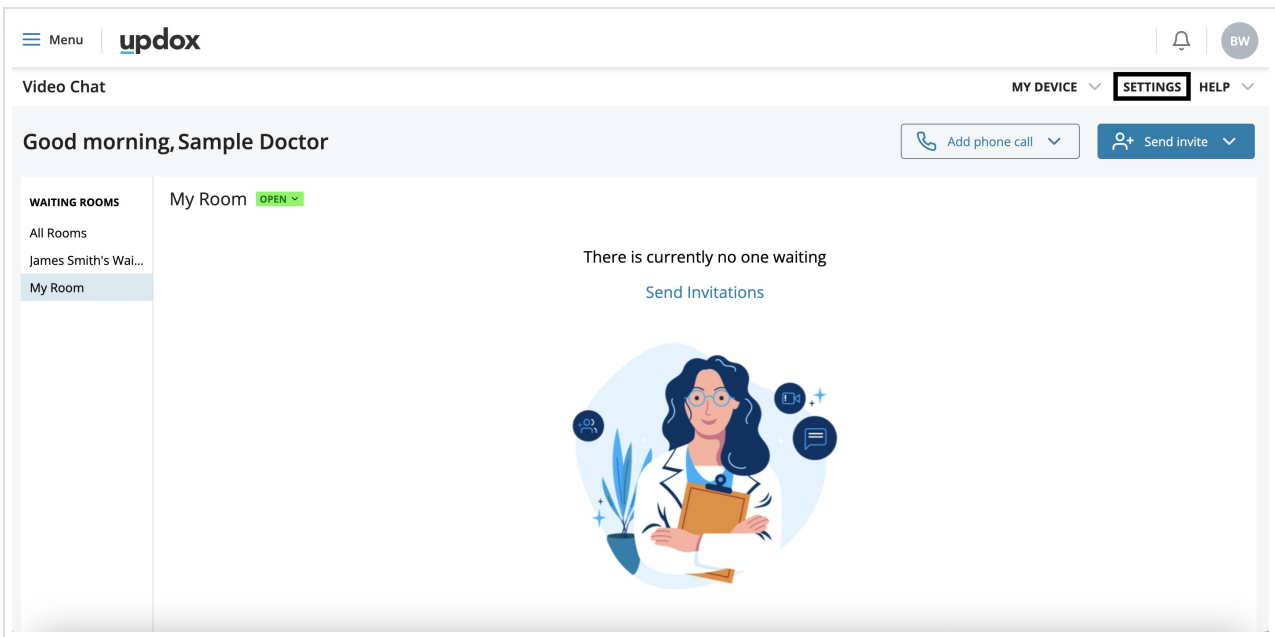 Menu
updox
BW
Video Chat
MY DEVICE
SETTINGS
HELP
Good morning, Sample Doctor
Add phone call
Send invite
WAITING ROOMS
All Rooms
James Smith's Wai...
My Room
My Room
OPEN
There is currently no one waiting
Send Invitations